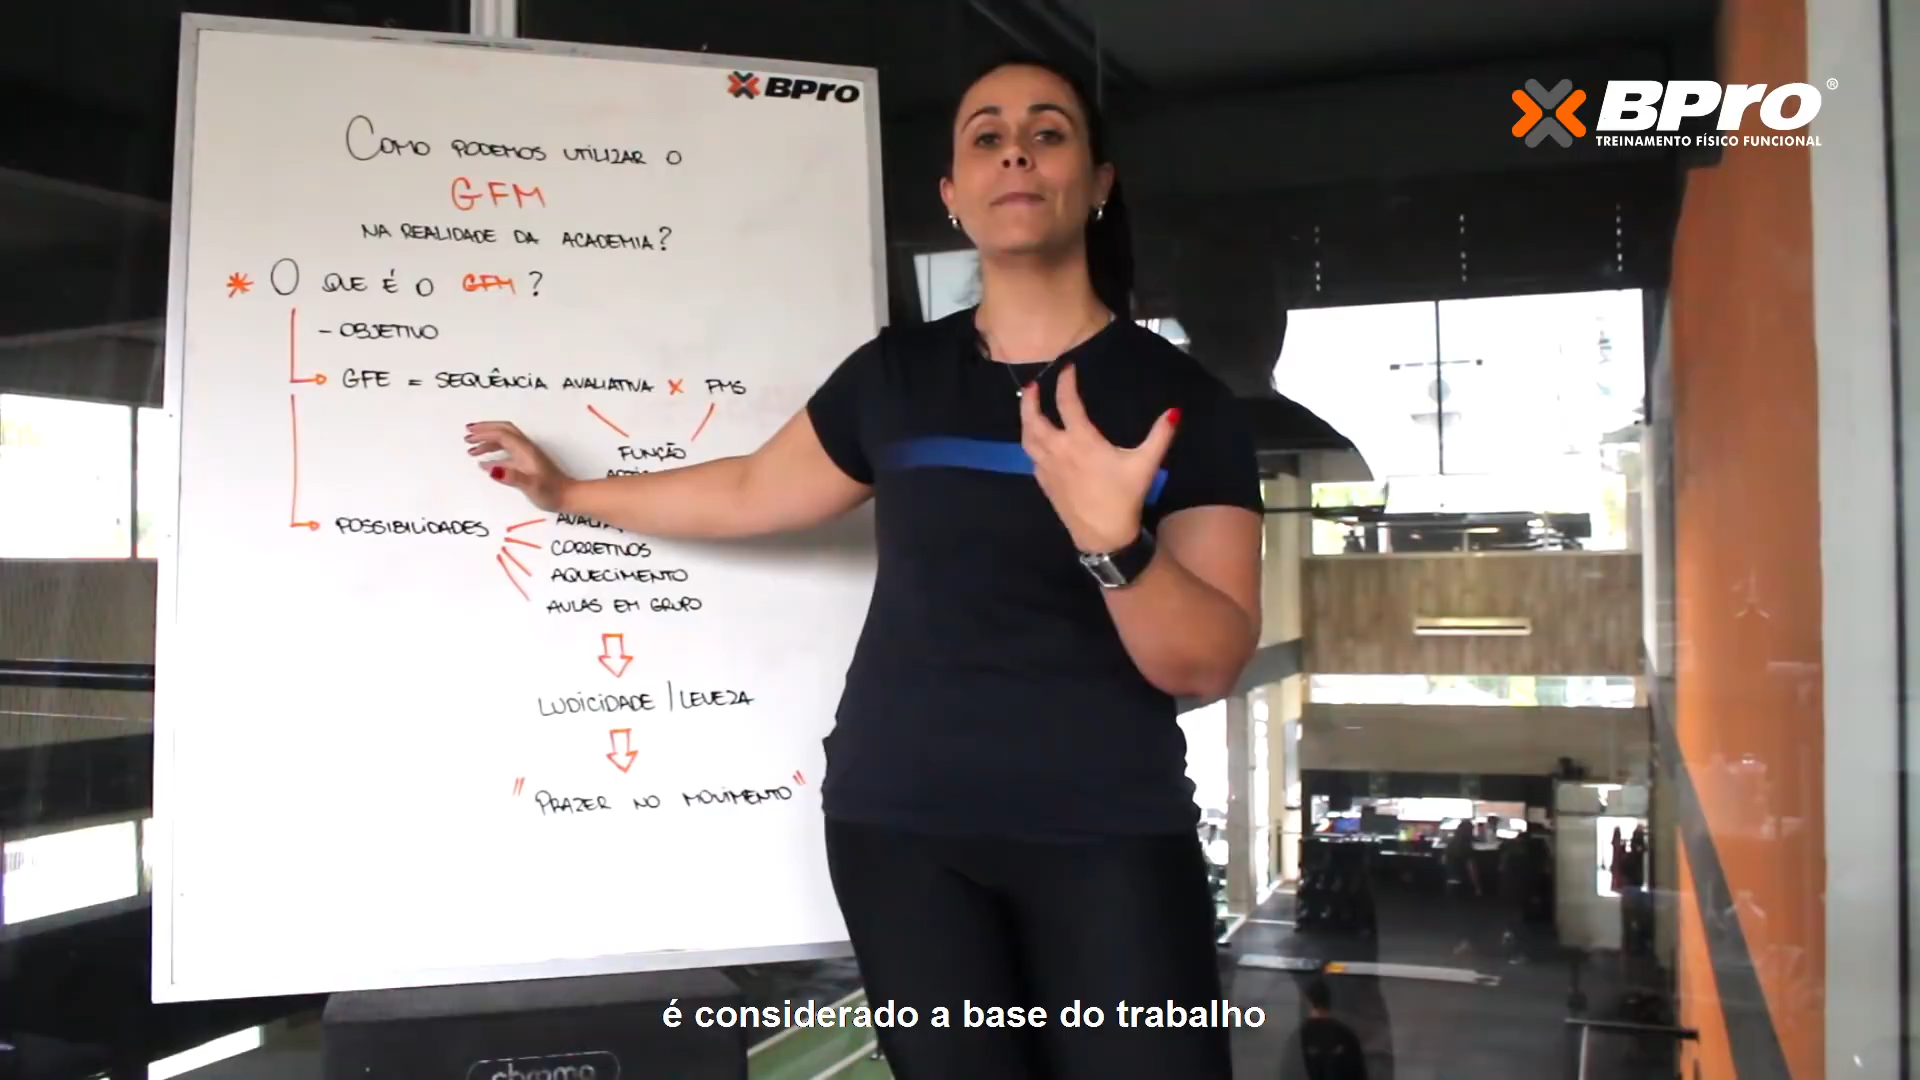 BPro
BPro®
TREINAMENTO FÍSICO FUNCIONAL
COMO PODEMOS UTILIZAR O
GFM
NA REALIDADE DA ACADEMIA?
* O QUE É O GFM?
- OBJETIVO
GFE = SEQUÊNCIA AVALIATIVA X FMS
FUNÇÃO
POSSIBILIDADES
CORRETIVOS
AQUECIMENTO
AULAS EM GRUPO
LUDICIDADE / LEVEZA
"PRAZER NO MOVIMENTO"
é considerado a base do trabalho